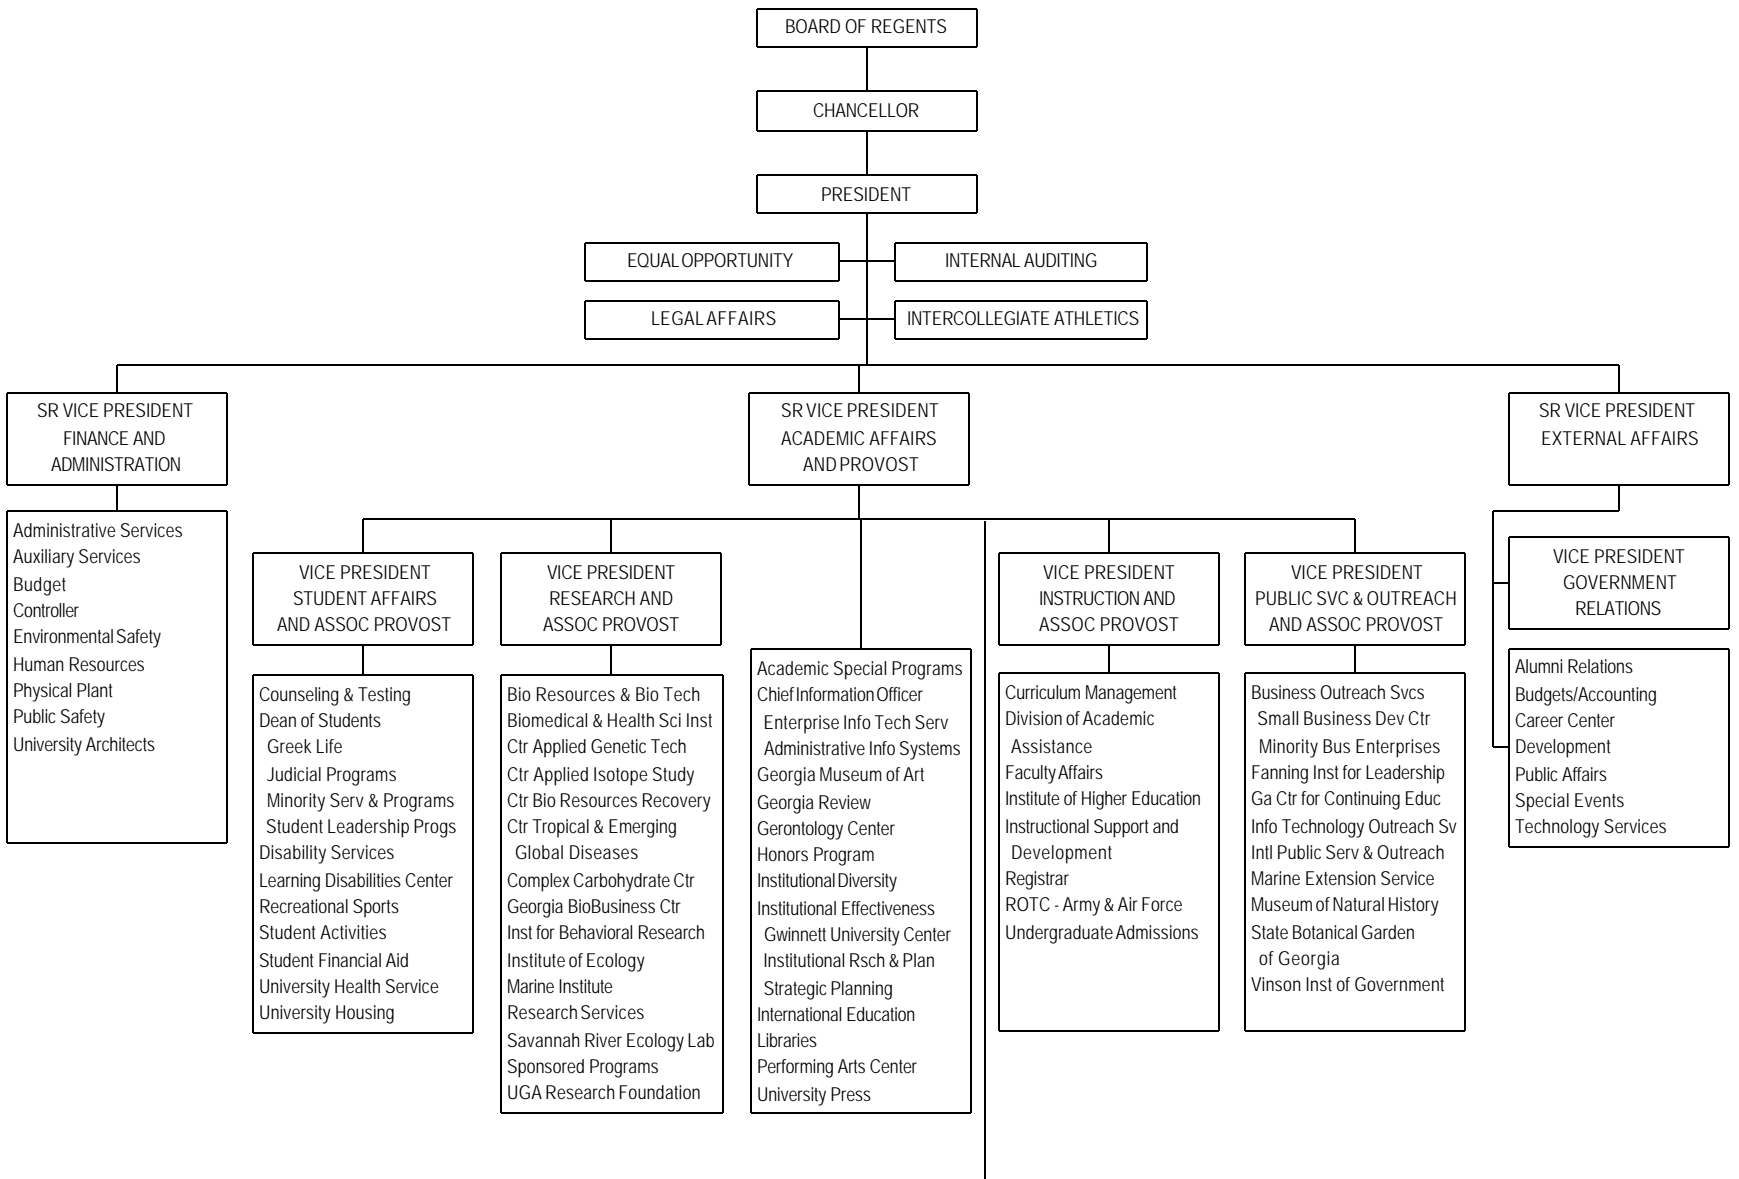 BOARD OF REGENTS
CHANCELLOR
PRESIDENT
EQUAL OPPORTUNITY
INTERNAL AUDITING
LEGAL AFFAIRS
INTERCOLLEGIATE ATHLETICS
SR VICE PRESIDENT
FINANCE AND
ADMINISTRATION
SR VICE PRESIDENT
ACADEMIC AFFAIRS
AND PROVOST
SR VICE PRESIDENT
EXTERNAL AFFAIRS
Administrative Services
Auxiliary Services
Budget
Controller
Environmental Safety
Human Resources
Physical Plant
Public Safety
University Architects
VICE PRESIDENT
STUDENT AFFAIRS
AND ASSOC PROVOST
Counseling & Testing
Dean of Students
Greek Life
Judicial Programs
Minority Serv & Programs
Student Leadership Progs
Disability Services
Learning Disabilities Center
Recreational Sports
Student Activities
Student Financial Aid
University Health Service
University Housing
VICE PRESIDENT
RESEARCH AND
ASSOC PROVOST
Bio Resources & Bio Tech
Biomedical & Health Sci Inst
Ctr Applied Genetic Tech
Ctr Applied Isotope Study
Ctr Bio Resources Recovery
Ctr Tropical & Emerging
Global Diseases
Complex Carbohydrate Ctr
Georgia BioBusiness Ctr
Inst for Behavioral Research
Institute of Ecology
Marine Institute
Research Services
Savannah River Ecology Lab
Sponsored Programs
UGA Research Foundation
Academic Special Programs
Chief Information Officer
Enterprise Info Tech Serv
Administrative Info Systems
Georgia Museum of Art
Georgia Review
Gerontology Center
Honors Program
Institutional Diversity
Institutional Effectiveness
Gwinnett University Center
Institutional Rsch & Plan
Strategic Planning
International Education
Libraries
Performing Arts Center
University Press
VICE PRESIDENT
INSTRUCTION AND
ASSOC PROVOST
Curriculum Management
Division of Academic
Assistance
Faculty Affairs
Institute of Higher Education
Instructional Support and
Development
Registrar
ROTC - Army & Air Force
Undergraduate Admissions
VICE PRESIDENT
PUBLIC SVC & OUTREACH
AND ASSOC PROVOST
Business Outreach Svcs
Small Business Dev Ctr
Minority Bus Enterprises
Fanning Inst for Leadership
Ga Ctr for Continuing Educ
Info Technology Outreach Sv
Intl Public Serv & Outreach
Marine Extension Service
Museum of Natural History
State Botanical Garden
of Georgia
Vinson Inst of Government
VICE PRESIDENT
GOVERNMENT
RELATIONS
Alumni Relations
Budgets/Accounting
Career Center
Development
Public Affairs
Special Events
Technology Services